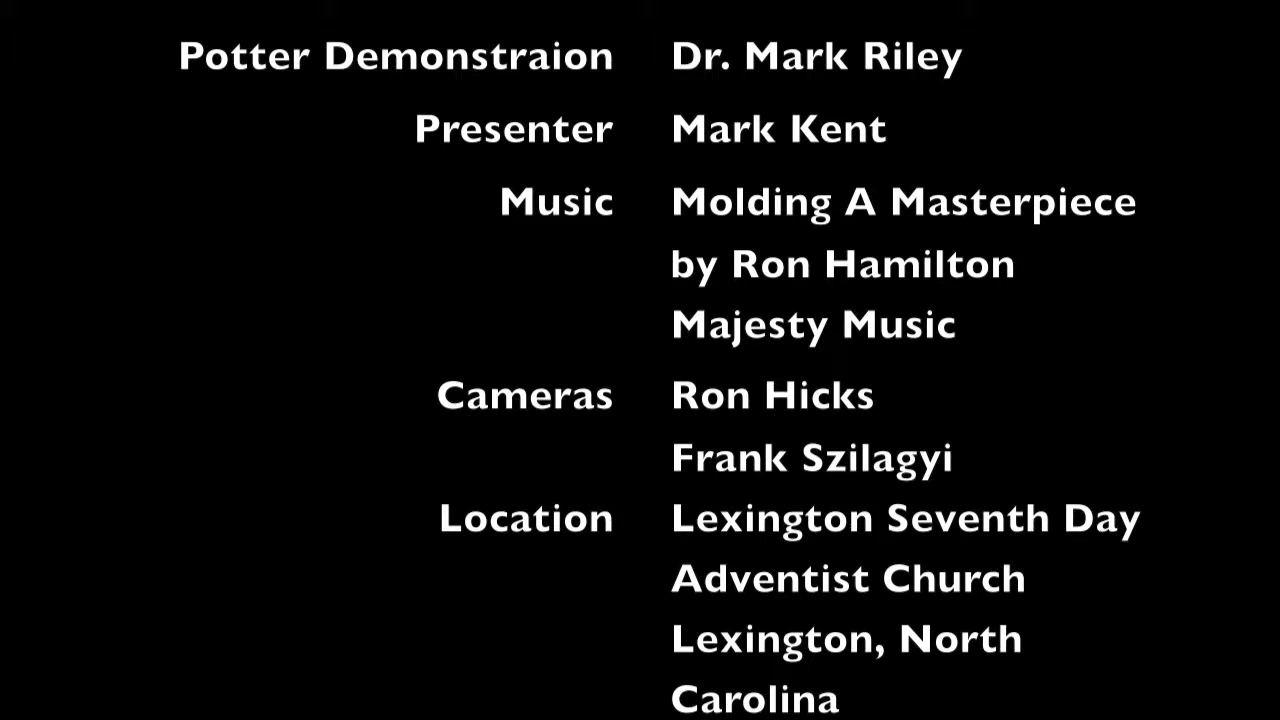 Potter Demonstraion Dr. Mark Riley
Presenter Mark Kent
Music Molding A Masterpiece
by Ron Hamilton
Majesty Music
Cameras Ron Hicks
Frank Szilagyi
Location Lexington Seventh Day
Adventist Church
Lexington, North
Carolina